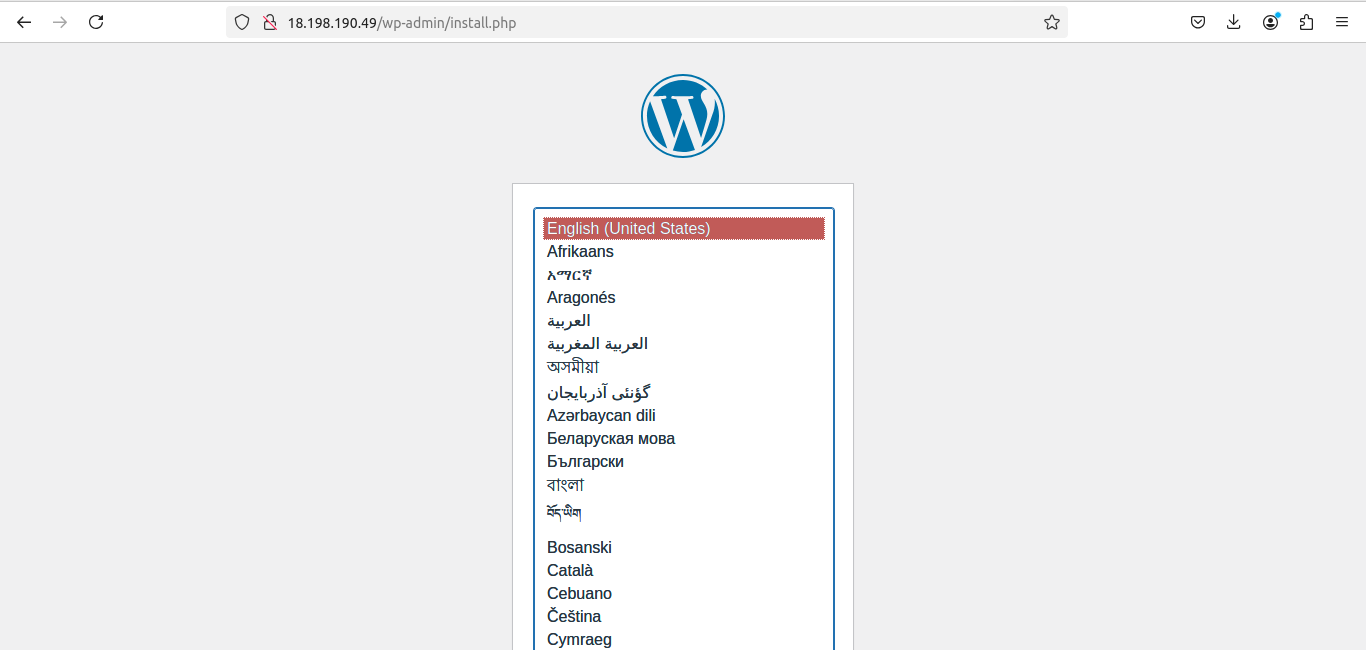 18.198.190.49/wp-admin/install.php
English (United States)
Afrikaans
አማርኛ
Aragonés
العربية
العربية المغربية
অসমীয়া
گؤنئی آذربایجان
Azərbaycan dili
Беларуская мова
Български
বাংলা
བོད་ཡིག
Bosanski
Català
Cebuano
Čeština
Cymraeg